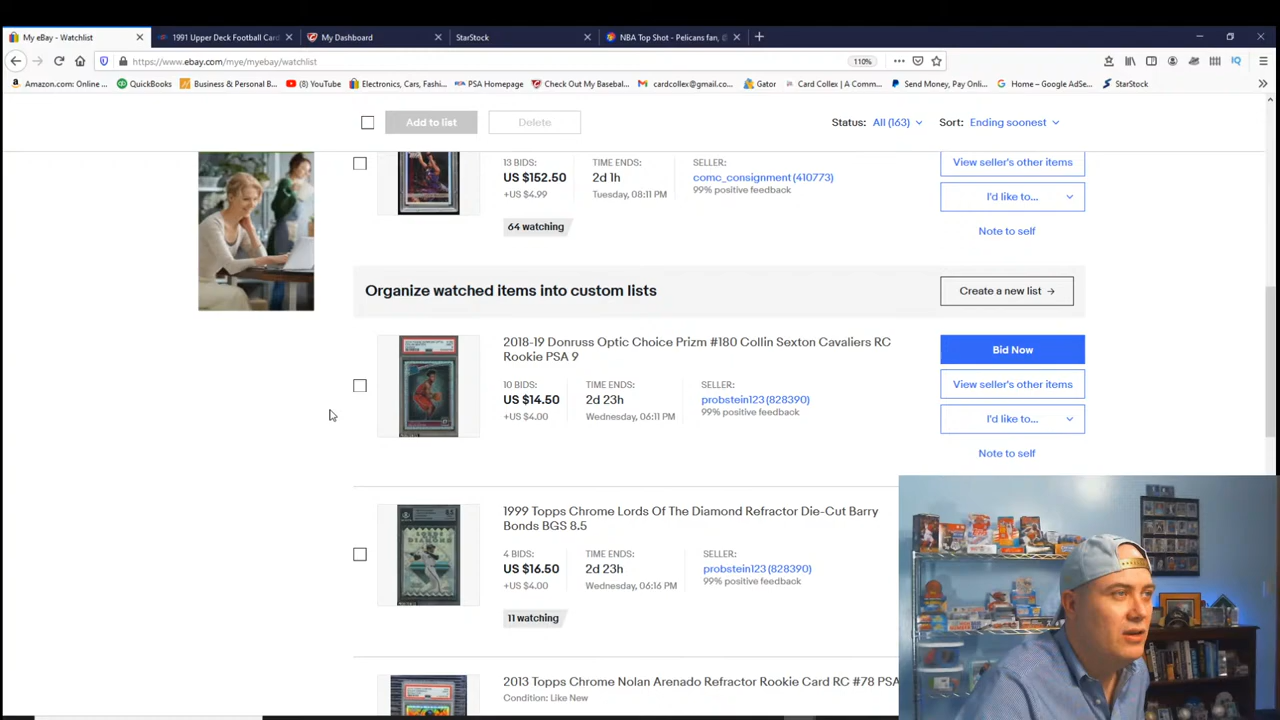 My eBay - Watchlist
1991 Upper Deck Football Card
My Dashboard
StarStock
NBA Top Shot - Pelicans fan,
https://www.ebay.com/mye/myebay/watchlist
110%
Amazon.com: Onlin...
QuickBooks
Business & Personal B...
(8) YouTube
Electronics, Cars, Fash...
PSA Homepage
Check Out My Basebal...
cardcollex@gmail.co...
Gator
Card Collex | A Comm...
Send Money, Pay Onli...
Home – Google AdSe...
StarStock
Add to list
Delete
Status: All (163)
Sort: Ending soonest
13 BIDS:
US $152.50
+US $4.99
TIME ENDS:
2d 1h
Tuesday, 08:11 PM
SELLER:
comc_consignment (410773)
99% positive feedback
64 watching
View seller's other items
I'd like to...
Note to self
Organize watched items into custom lists
Create a new list →
2018-19 Donruss Optic Choice Prizm #180 Collin Sexton Cavaliers RC
Rookie PSA 9
10 BIDS:
US $14.50
+US $4.00
TIME ENDS:
2d 23h
Wednesday, 06:11 PM
SELLER:
probstein123 (828390)
99% positive feedback
Bid Now
View seller's other items
I'd like to...
Note to self
1999 Topps Chrome Lords Of The Diamond Refractor Die-Cut Barry
Bonds BGS 8.5
4 BIDS:
US $16.50
+US $4.00
TIME ENDS:
2d 23h
Wednesday, 06:16 PM
SELLER:
probstein123 (828390)
99% positive feedback
11 watching
2013 Topps Chrome Nolan Arenado Refractor Rookie Card RC #78 PSA
Condition: Like New